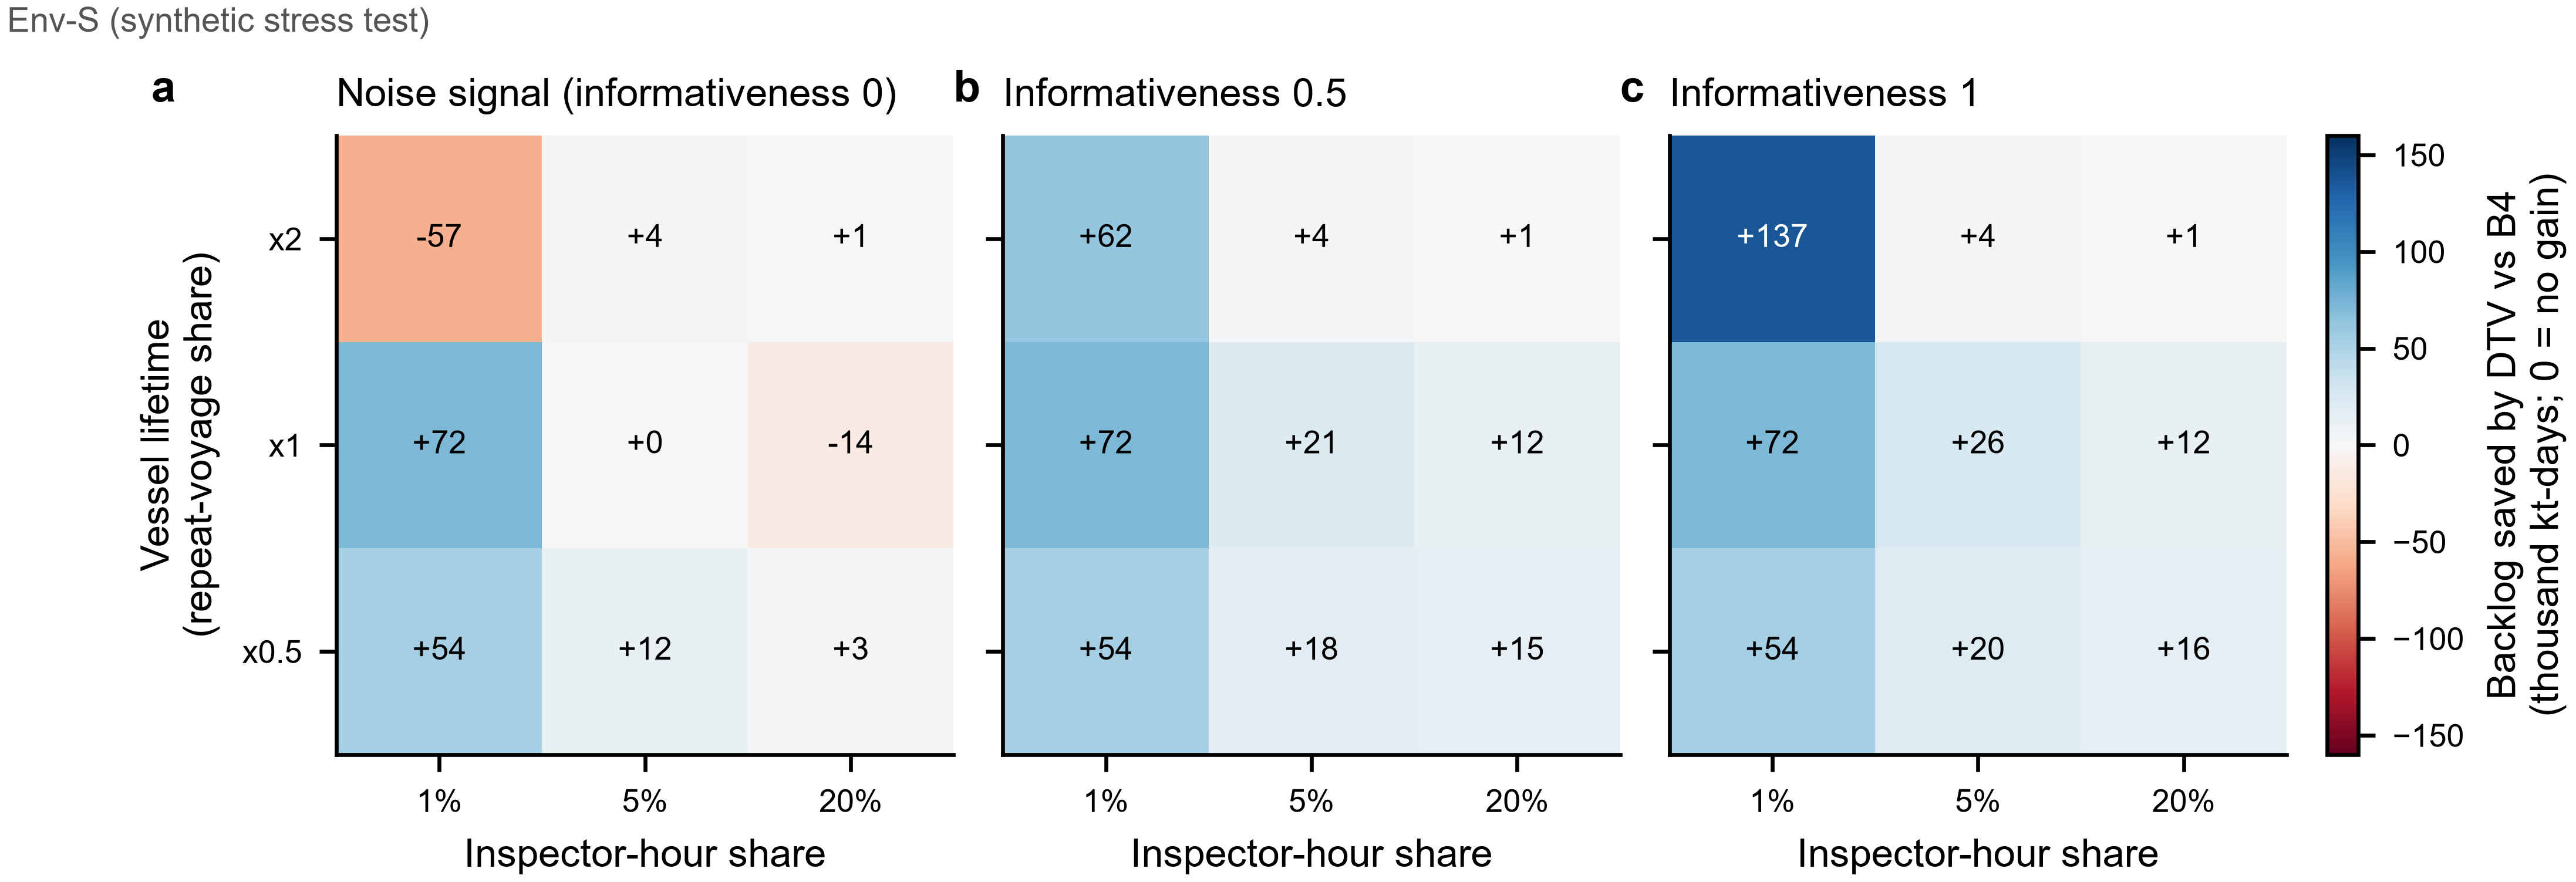 Env-S (synthetic stress test)
a Noise signal (informativeness 0)
b Informativeness 0.5
c Informativeness 1
Vessel lifetime
(repeat-voyage share)
x2
x1
x0.5
-57 +4 +1
+72 +0 -14
+54 +12 +3
1% 5% 20%
Inspector-hour share
+62 +4 +1
+72 +21 +12
+54 +18 +15
1% 5% 20%
Inspector-hour share
+137 +4 +1
+72 +26 +12
+54 +20 +16
1% 5% 20%
Inspector-hour share
150
100
50
0
−50
−100
−150
Backlog saved by DTV vs B4
(thousand kt-days; 0 = no gain)